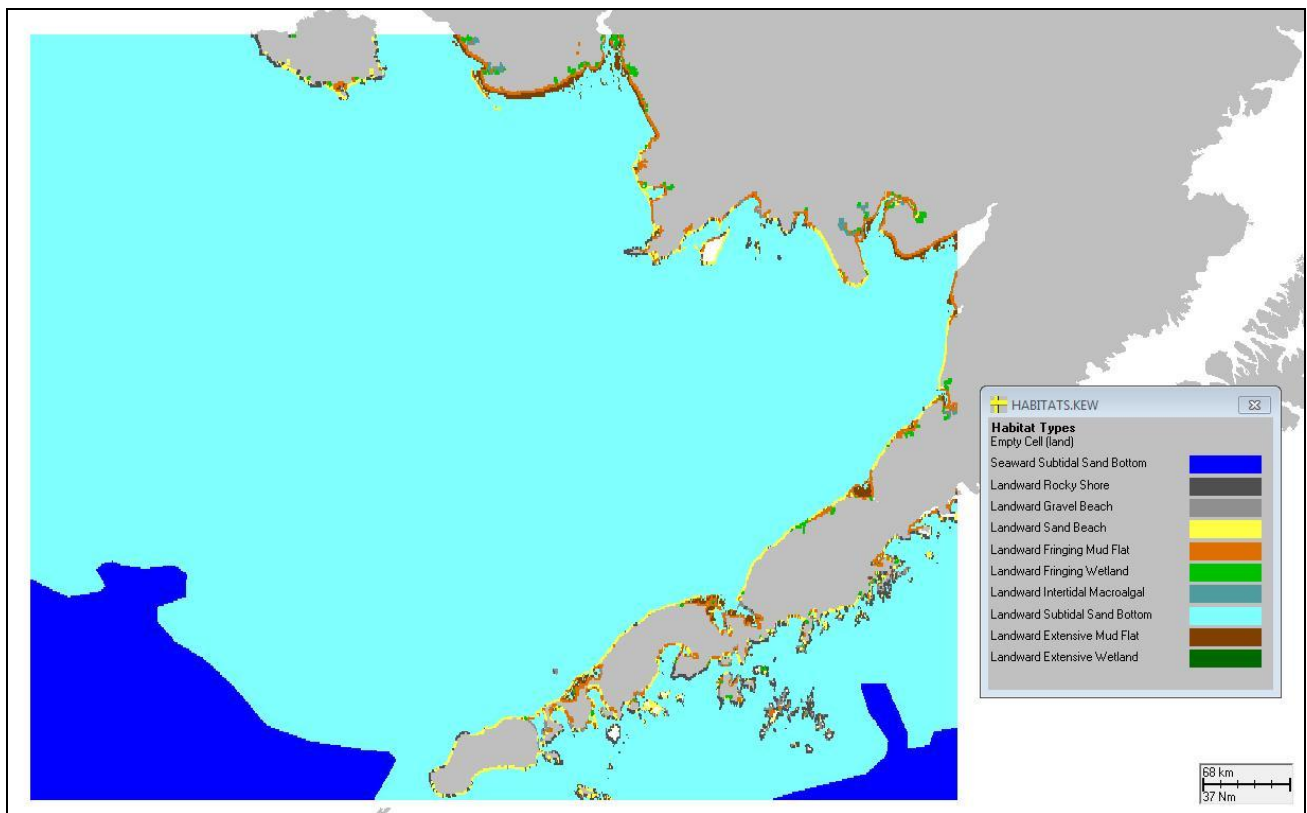 HABITATS.KEW
Habitat Types
Empty Cell (land)
Seaward Subtidal Sand Bottom
Landward Rocky Shore
Landward Gravel Beach
Landward Sand Beach
Landward Fringing Mud Flat
Landward Fringing Wetland
Landward Intertidal Macroalgal
Landward Subtidal Sand Bottom
Landward Extensive Mud Flat
Landward Extensive Wetland
68 km
37 Nm